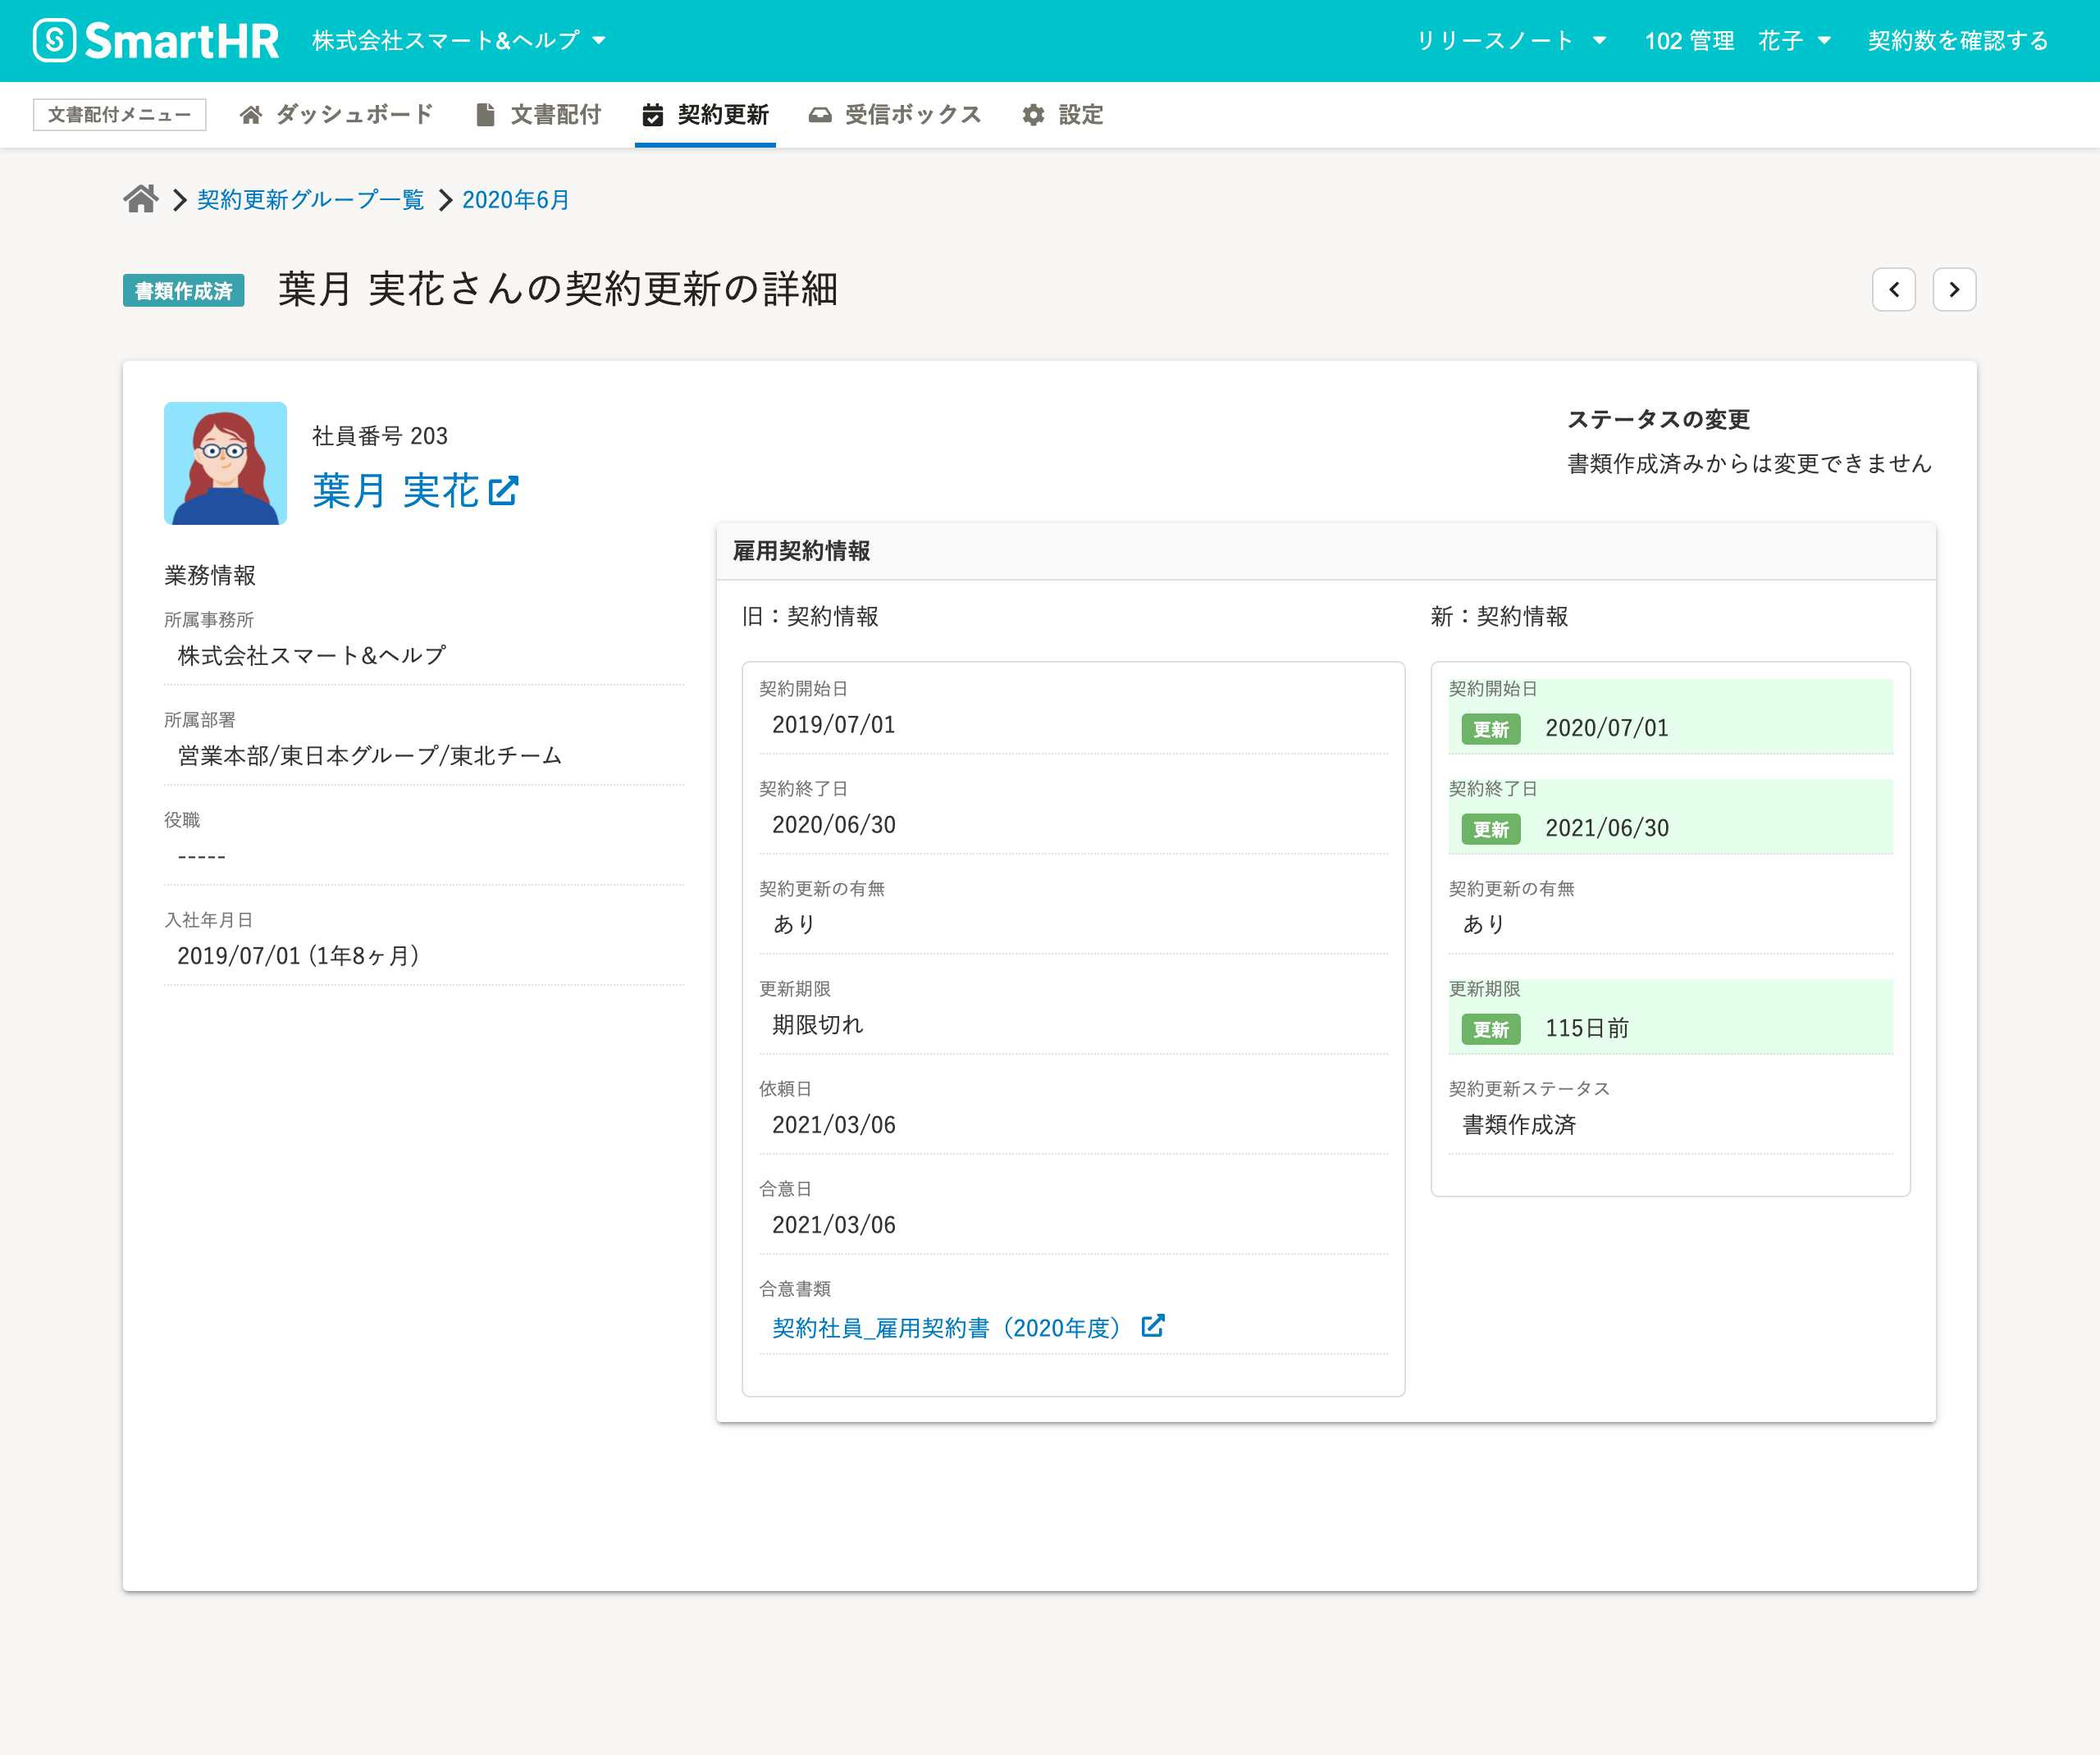 SmartHR 株式会社スマート&ヘルプ リリースノート 102 管理 花子 契約数を確認する
文書配付メニュー ダッシュボード 文書配付 契約更新 受信ボックス 設定
契約更新グループ一覧 2020年6月
書類作成済 葉月 実花さんの契約更新の詳細
社員番号 203
葉月 実花
ステータスの変更
書類作成済みからは変更できません
業務情報
所属事務所
株式会社スマート&ヘルプ
所属部署
営業本部/東日本グループ/東北チーム
役職
-----
入社年月日
2019/07/01 (1年8ヶ月)
雇用契約情報
旧：契約情報
契約開始日
2019/07/01
契約終了日
2020/06/30
契約更新の有無
あり
更新期限
期限切れ
依頼日
2021/03/06
合意日
2021/03/06
合意書類
契約社員_雇用契約書（2020年度）
新：契約情報
契約開始日
更新 2020/07/01
契約終了日
更新 2021/06/30
契約更新の有無
あり
更新期限
更新 115日前
契約更新ステータス
書類作成済